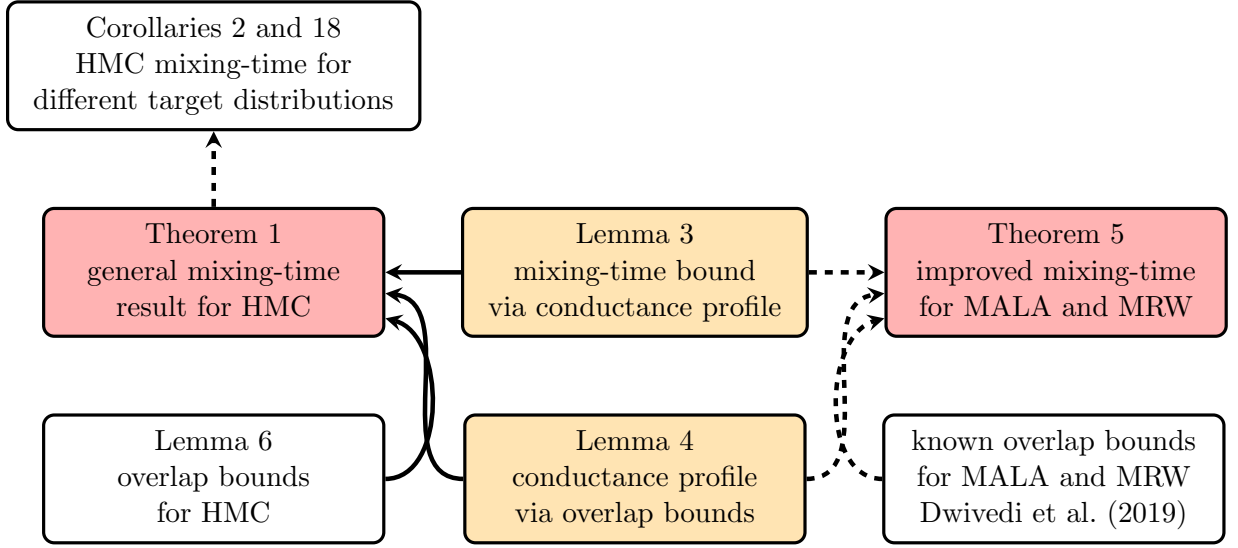 Corollaries 2 and 18
HMC mixing-time for
different target distributions
Theorem 1
general mixing-time
result for HMC
Lemma 3
mixing-time bound
via conductance profile
Theorem 5
improved mixing-time
for MALA and MRW
Lemma 6
overlap bounds
for HMC
Lemma 4
conductance profile
via overlap bounds
known overlap bounds
for MALA and MRW
Dwivedi et al. (2019)